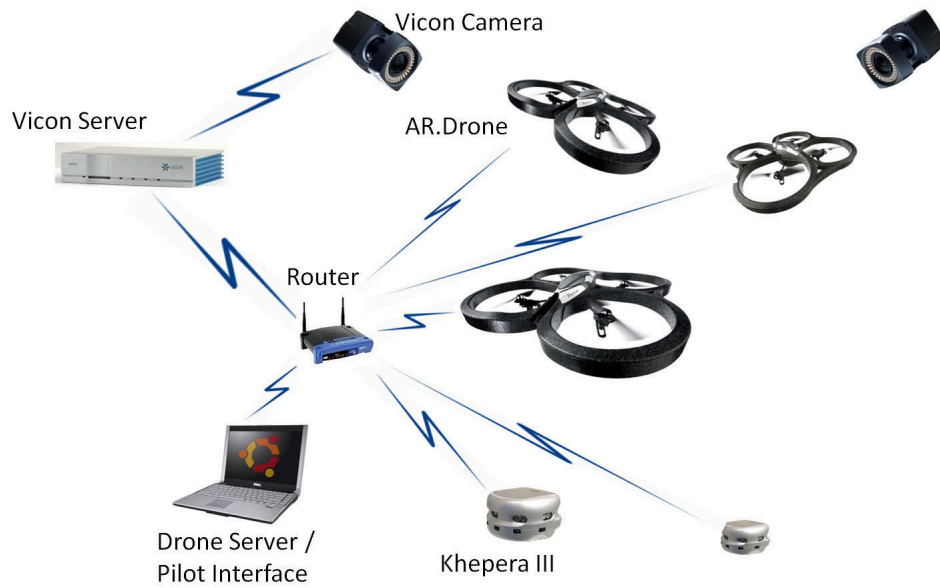 Vicon Camera
Vicon Server
AR.Drone
Router
Drone Server /
Pilot Interface
Khepera III